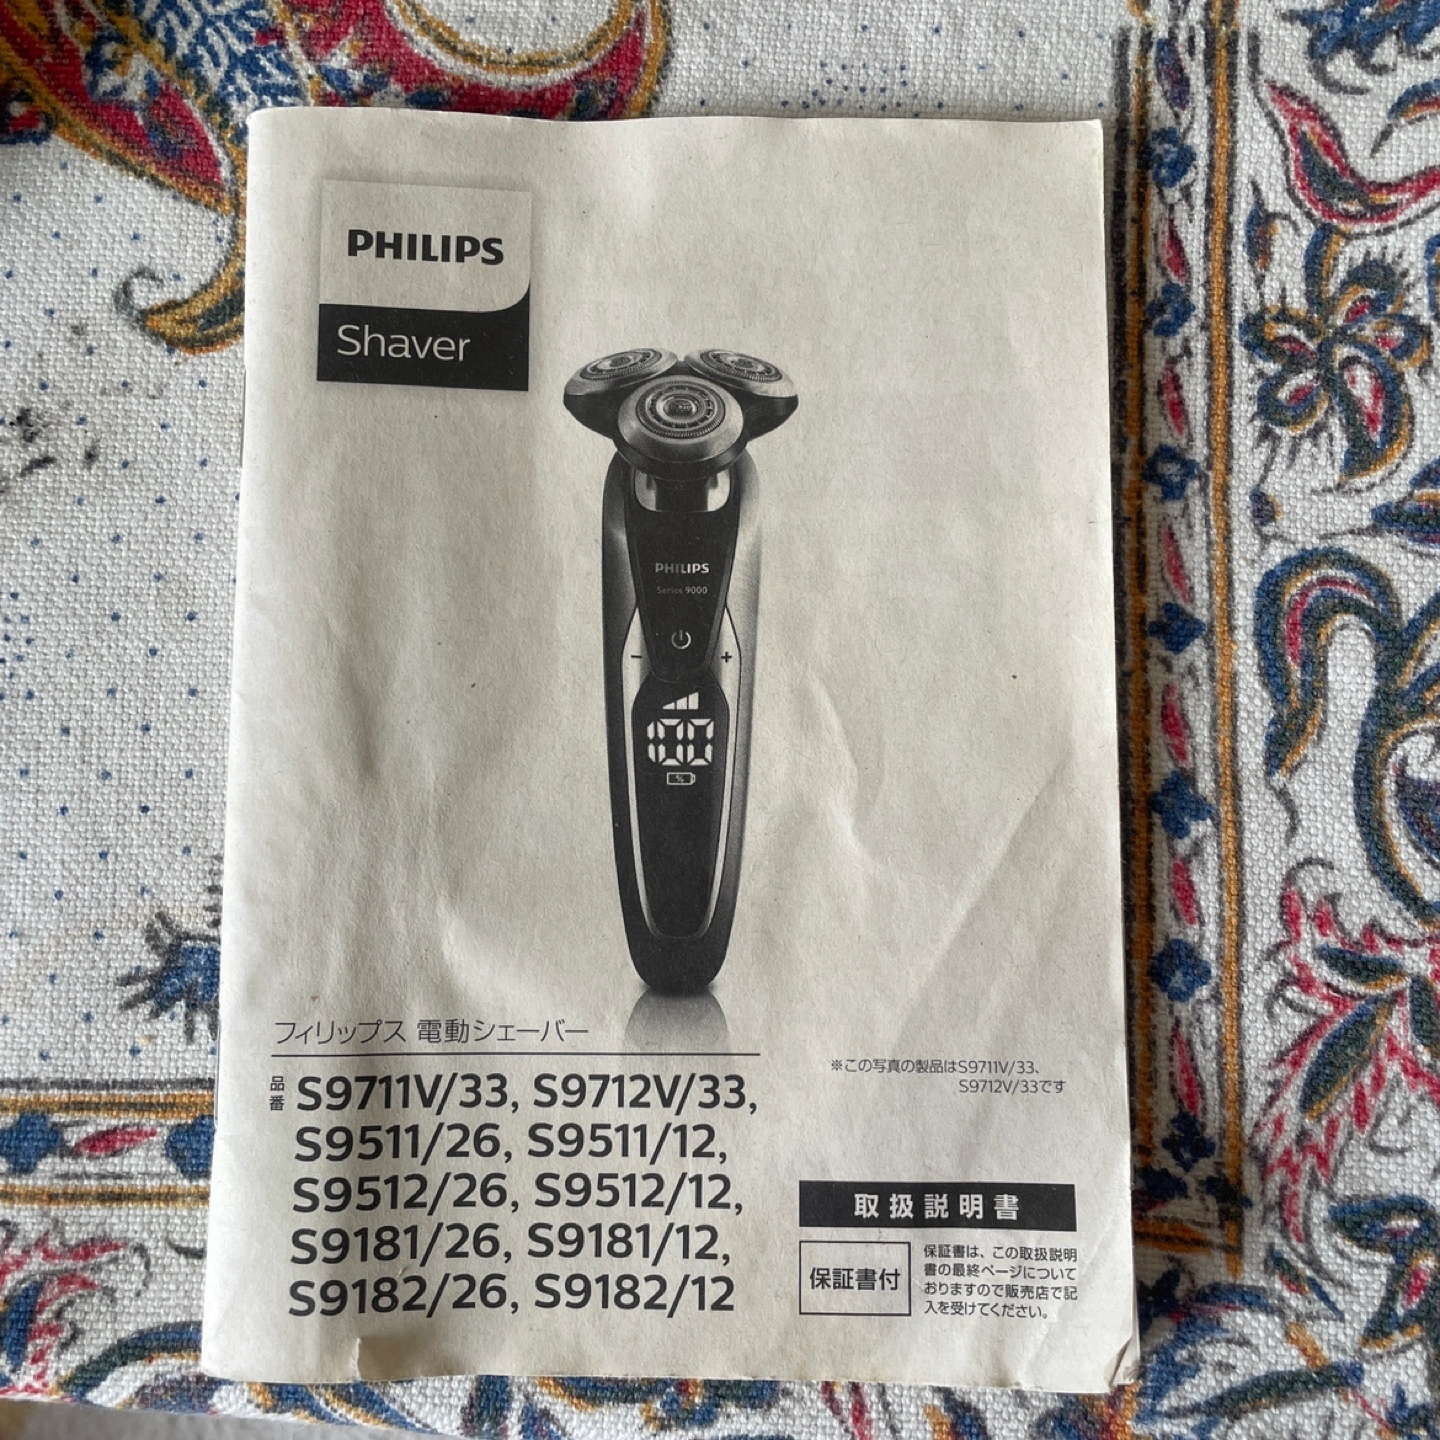 PHILIPS
Shaver
PHILIPS
Series 9000
−
+
100
%
フィリップス 電動シェーバー
品番 S9711V/33, S9712V/33,
S9511/26, S9511/12,
S9512/26, S9512/12,
S9181/26, S9181/12,
S9182/26, S9182/12
※この写真の製品はS9711V/33、
S9712V/33です
取扱説明書
保証書付
保証書は、この取扱説明
書の最終ページについて
おりますので販売店で記
入を受けてください。